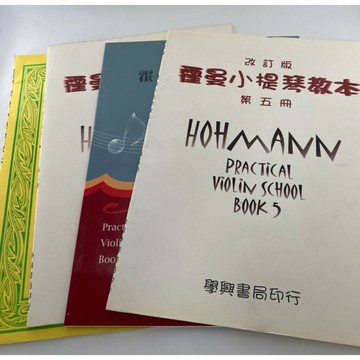 改訂版
霍曼小提琴教本
第五冊
HOHMANN
PRACTICAL
VIOLIN SCHOOL
BOOK 5
學興書局印行
霍
Pract
Violin
Boo
霍曼
H